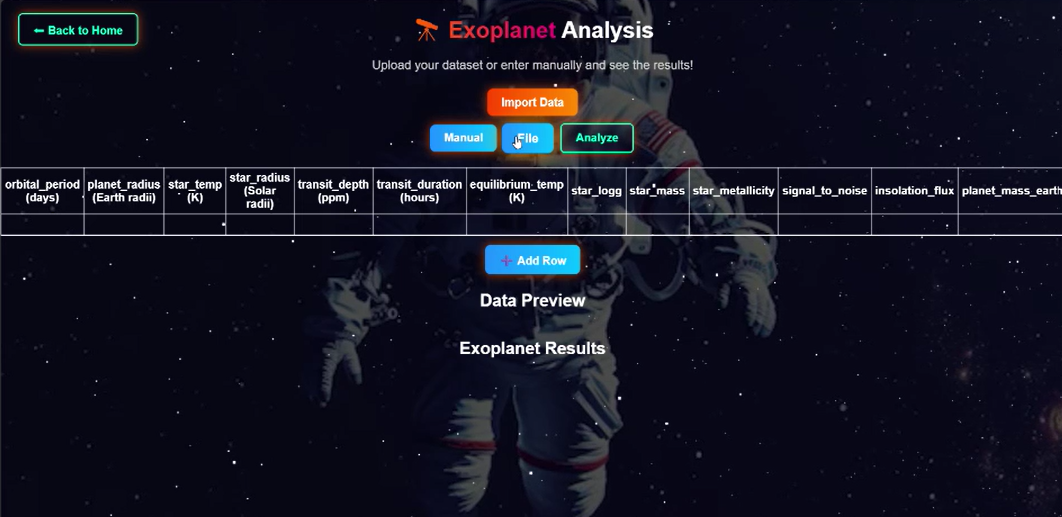 ← Back to Home
Exoplanet Analysis
Upload your dataset or enter manually and see the results!
Import Data
Manual File Analyze
orbital_period (days)
planet_radius (Earth radii)
star_temp (K)
star_radius (Solar radii)
transit_depth (ppm)
transit_duration (hours)
equilibrium_temp (K)
star_logg
star_mass
star_metallicity
signal_to_noise
insolation_flux
planet_mass_earth
+ Add Row
Data Preview
Exoplanet Results